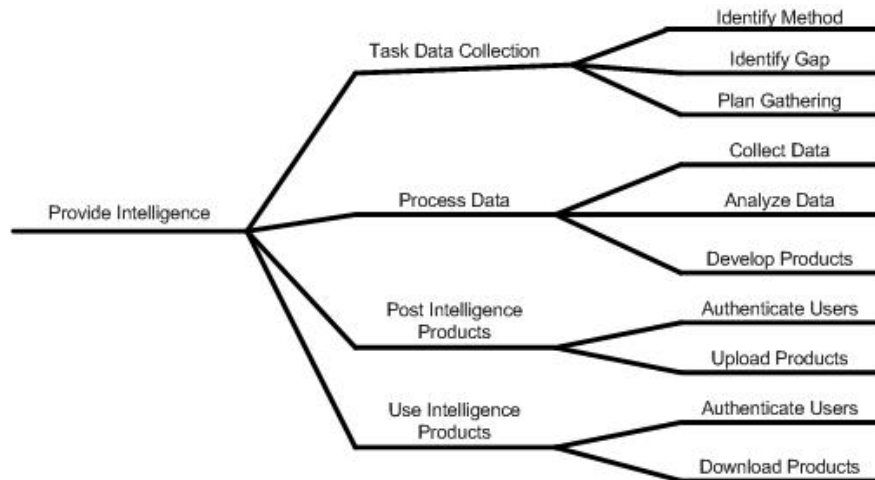 Identify Method
Task Data Collection
Identify Gap
Plan Gathering
Collect Data
Provide Intelligence
Process Data
Analyze Data
Develop Products
Post Intelligence
Products
Authenticate Users
Upload Products
Use Intelligence
Products
Authenticate Users
Download Products